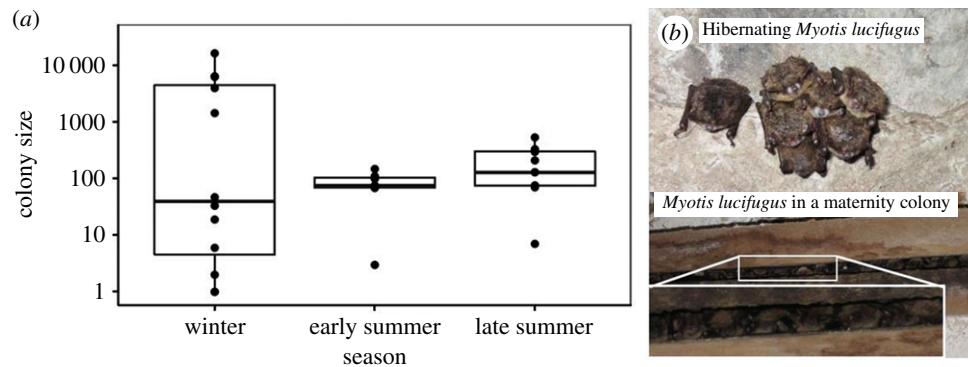 (a)
10 000
1000
100
10
1
colony size
winter
early summer
late summer
season
(b)
Hibernating Myotis lucifugus
Myotis lucifugus in a maternity colony